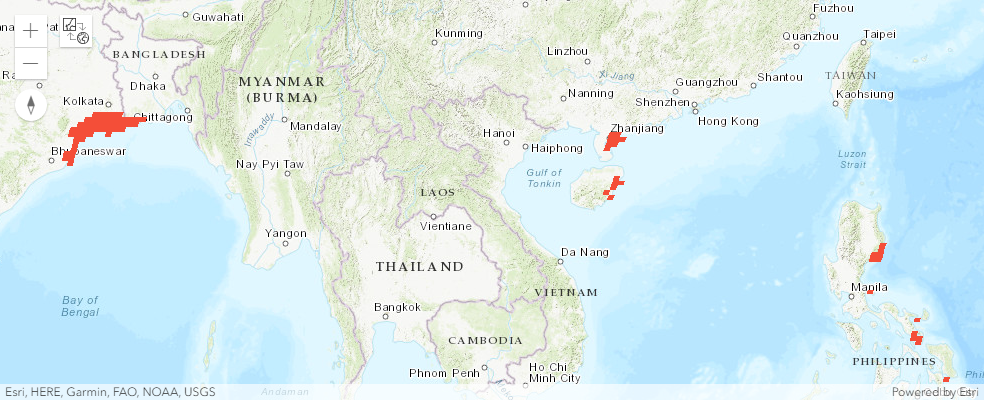 Fuzhou
Guwahati
Kunming
Quanzhou
Taipei
BANGLADESH
Linzhou
Dhaka
MYANMAR
(BURMA)
Xi Jiang
Guangzhou
Shantou
TAIWAN
Kolkata
Nanning
Shenzhen
Kaohsiung
Chittagong
Irrawaddy
Mandalay
Hanoi
Zhanjiang
Hong Kong
Bhubaneswar
Haiphong
Nay Pyi Taw
Gulf of
Tonkin
Luzon
Strait
LAOS
Vientiane
Yangon
Da Nang
THAILAND
Manila
VIETNAM
Bay of
Bengal
Bangkok
CAMBODIA
PHILIPPINES
Phnom Penh
Ho Chi
Minh City
Andaman
Esri, HERE, Garmin, FAO, NOAA, USGS
Powered by Esri